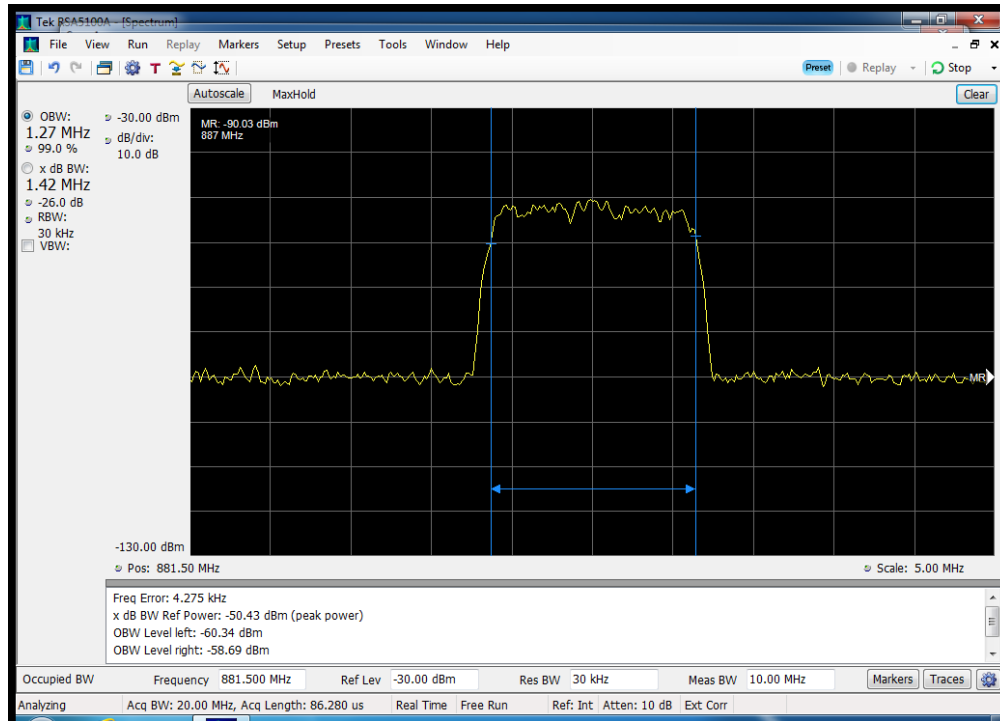 Tek RSA5100A - [Spectrum]
File View Run Replay Markers Setup Presets Tools Window Help
T Preset Replay Stop
Autoscale MaxHold Clear
OBW:
1.27 MHz
99.0 %
x dB BW:
1.42 MHz
-26.0 dB
RBW:
30 kHz
VBW:
-30.00 dBm
dB/div:
10.0 dB
MR: -90.03 dBm
887 MHz
MR
-130.00 dBm
Pos: 881.50 MHz Scale: 5.00 MHz
Freq Error: 4.275 kHz
x dB BW Ref Power: -50.43 dBm (peak power)
OBW Level left: -60.34 dBm
OBW Level right: -58.69 dBm
Occupied BW Frequency 881.500 MHz Ref Lev -30.00 dBm Res BW 30 kHz Meas BW 10.00 MHz Markers Traces
Analyzing Acq BW: 20.00 MHz, Acq Length: 86.280 us Real Time Free Run Ref: Int Atten: 10 dB Ext Corr